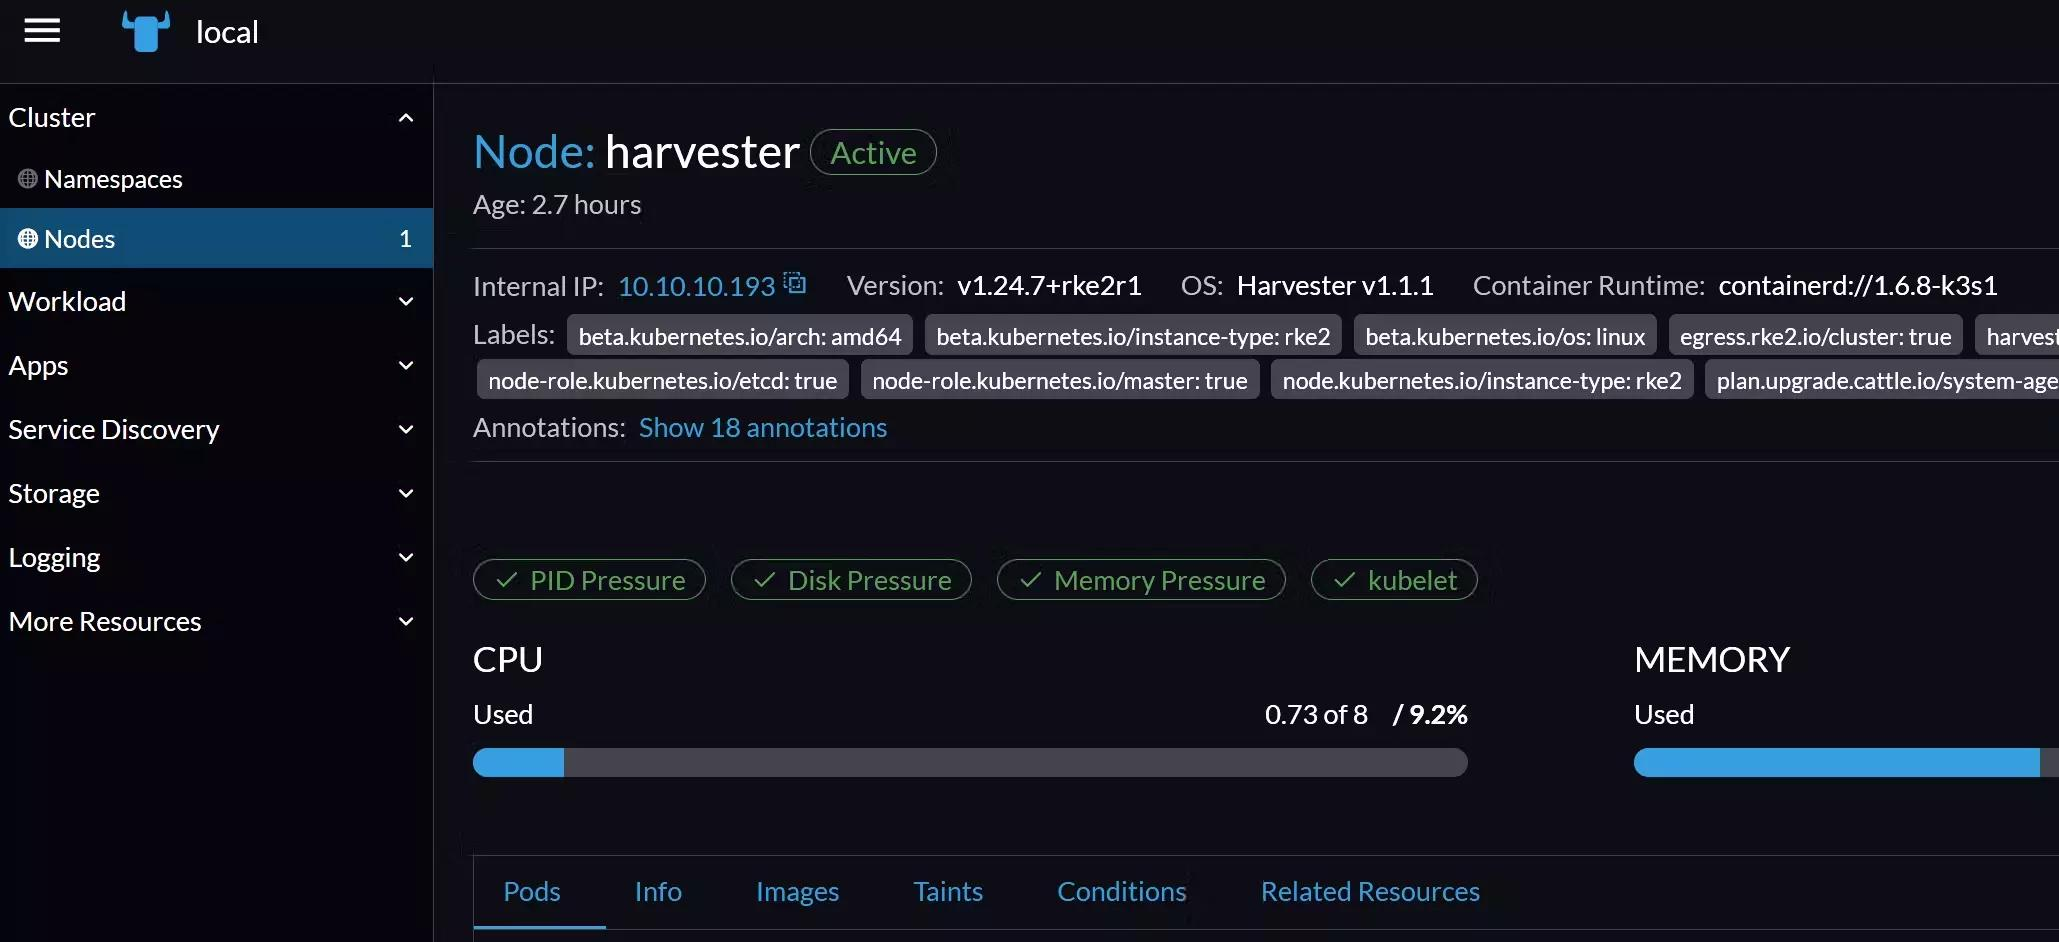 local
Cluster
Namespaces
Nodes 1
Workload
Apps
Service Discovery
Storage
Logging
More Resources
Node: harvester Active
Age: 2.7 hours
Internal IP: 10.10.10.193 Version: v1.24.7+rke2r1 OS: Harvester v1.1.1 Container Runtime: containerd://1.6.8-k3s1
Labels: beta.kubernetes.io/arch: amd64 beta.kubernetes.io/instance-type: rke2 beta.kubernetes.io/os: linux egress.rke2.io/cluster: true harvest
node-role.kubernetes.io/etcd: true node-role.kubernetes.io/master: true node.kubernetes.io/instance-type: rke2 plan.upgrade.cattle.io/system-age
Annotations: Show 18 annotations
PID Pressure Disk Pressure Memory Pressure kubelet
CPU MEMORY
Used 0.73 of 8 / 9.2% Used
Pods Info Images Taints Conditions Related Resources